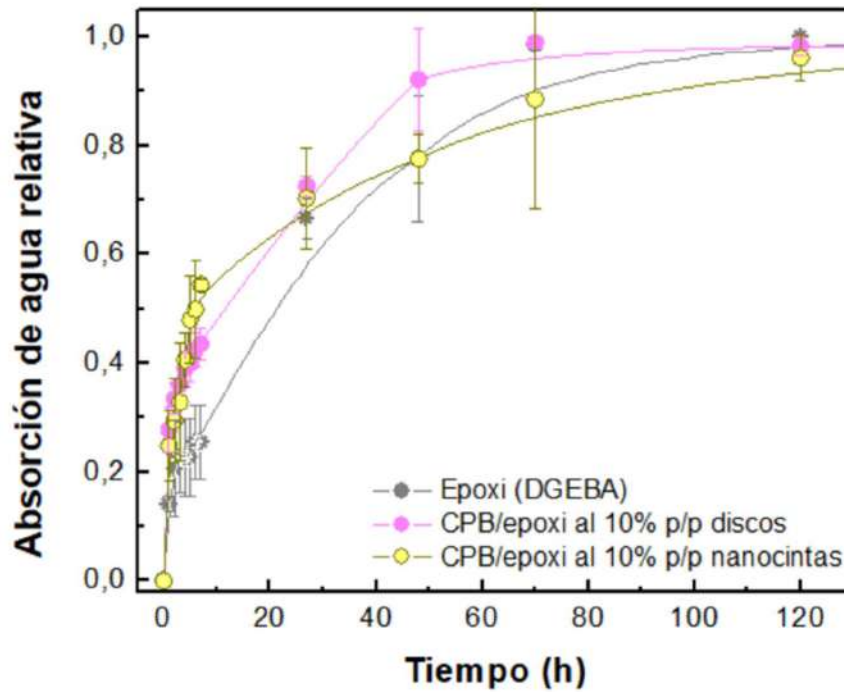 Absorción de agua relativa
1,0
0,8
0,6
0,4
0,2
0,0
Epoxi (DGEBA)
CPB/epoxi al 10% p/p discos
CPB/epoxi al 10% p/p nanocintas
0 20 40 60 80 100 120
Tiempo (h)